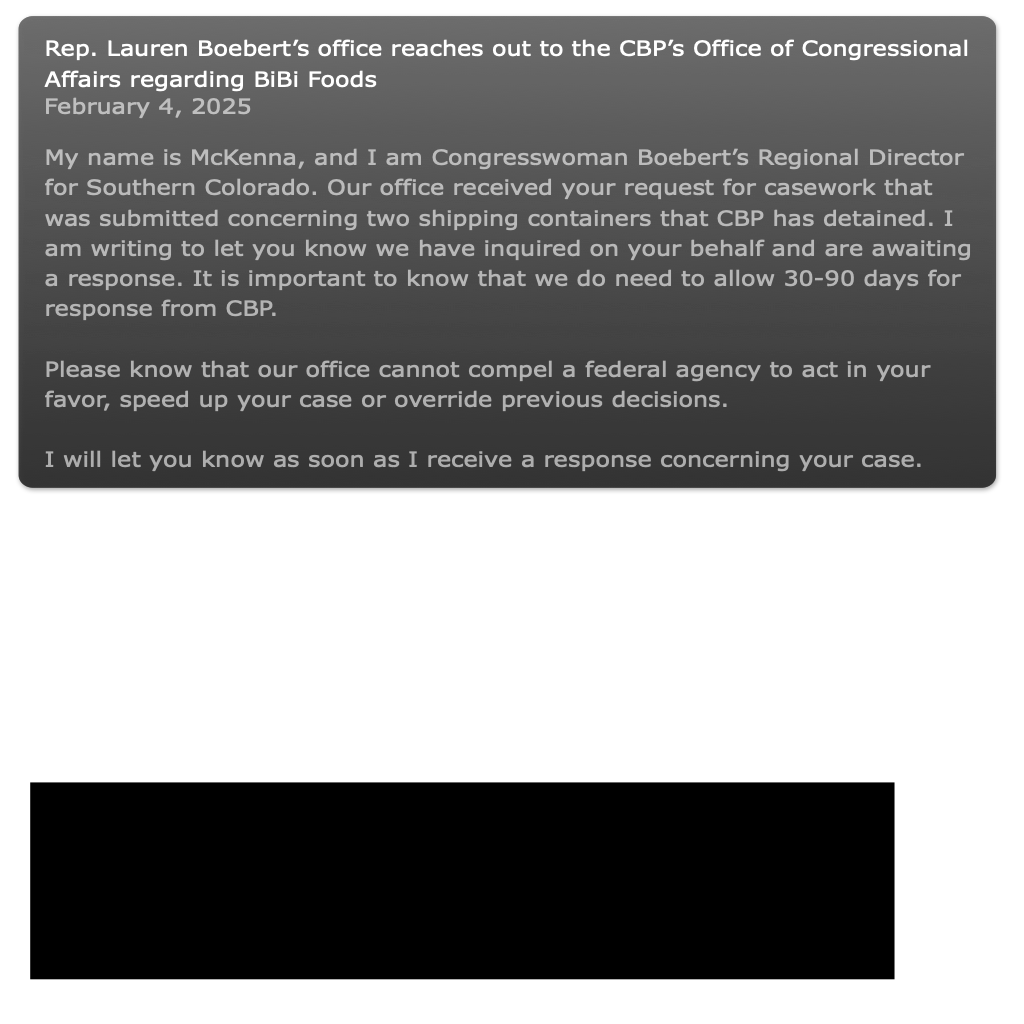 Rep. Lauren Boebert’s office reaches out to the CBP’s Office of Congressional
Affairs regarding BiBi Foods
February 4, 2025
My name is McKenna, and I am Congresswoman Boebert’s Regional Director
for Southern Colorado. Our office received your request for casework that
was submitted concerning two shipping containers that CBP has detained. I
am writing to let you know we have inquired on your behalf and are awaiting
a response. It is important to know that we do need to allow 30-90 days for
response from CBP.
Please know that our office cannot compel a federal agency to act in your
favor, speed up your case or override previous decisions.
I will let you know as soon as I receive a response concerning your case.